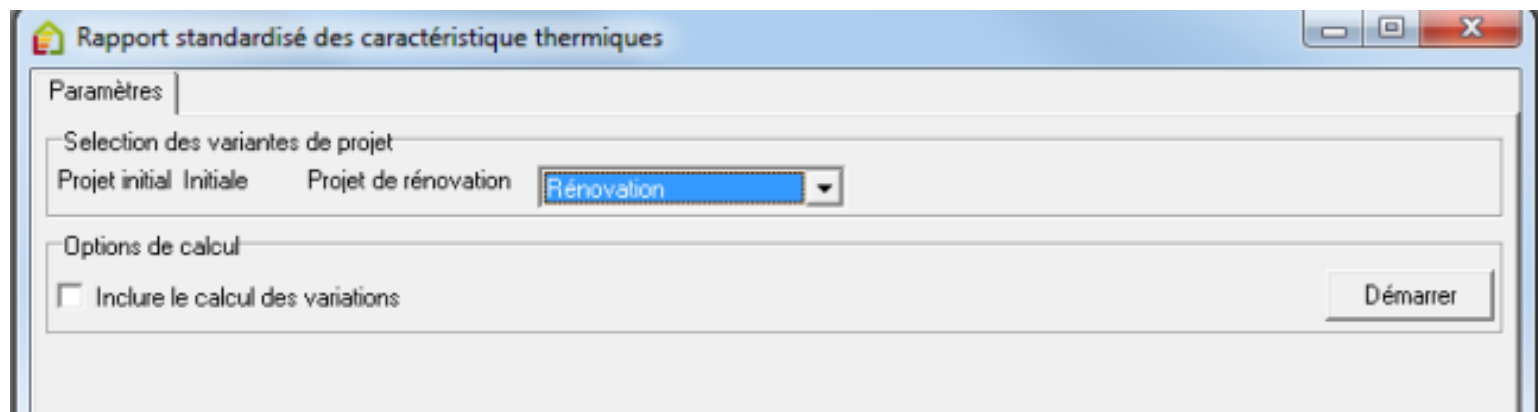 Rapport standardisé des caractéristique thermiques
Paramètres
Selection des variantes de projet
Projet initial Initiale Projet de rénovation Rénovation
Options de calcul
Inclure le calcul des variations Démarrer